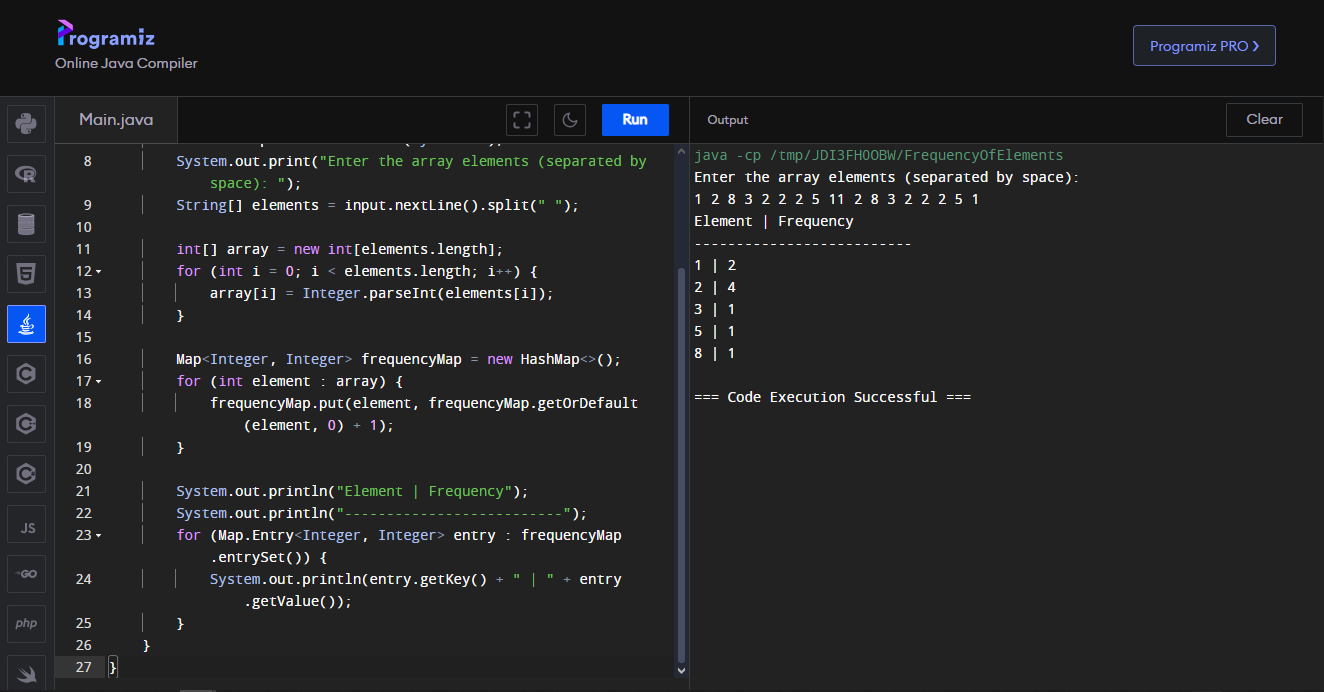 Programiz
Online Java Compiler
Programiz PRO ❯
Main.java
Run
Output
Clear
8 System.out.print("Enter the array elements (separated by
space): ");
9 String[] elements = input.nextLine().split(" ");
10
11 int[] array = new int[elements.length];
12 for (int i = 0; i < elements.length; i++) {
13 array[i] = Integer.parseInt(elements[i]);
14 }
15
16 Map<Integer, Integer> frequencyMap = new HashMap<>();
17 for (int element : array) {
18 frequencyMap.put(element, frequencyMap.getOrDefault
(element, 0) + 1);
19 }
20
21 System.out.println("Element | Frequency");
22 System.out.println("--------------------------");
23 for (Map.Entry<Integer, Integer> entry : frequencyMap
.entrySet()) {
24 System.out.println(entry.getKey() + " | " + entry
.getValue());
25 }
26 }
27 }
java -cp /tmp/JDI3FHOOBW/FrequencyOfElements
Enter the array elements (separated by space):
1 2 8 3 2 2 2 5 11 2 8 3 2 2 2 5 1
Element | Frequency
--------------------------
1 | 2
2 | 4
3 | 1
5 | 1
8 | 1
=== Code Execution Successful ===
R
5
C
C
C
JS
GO
php